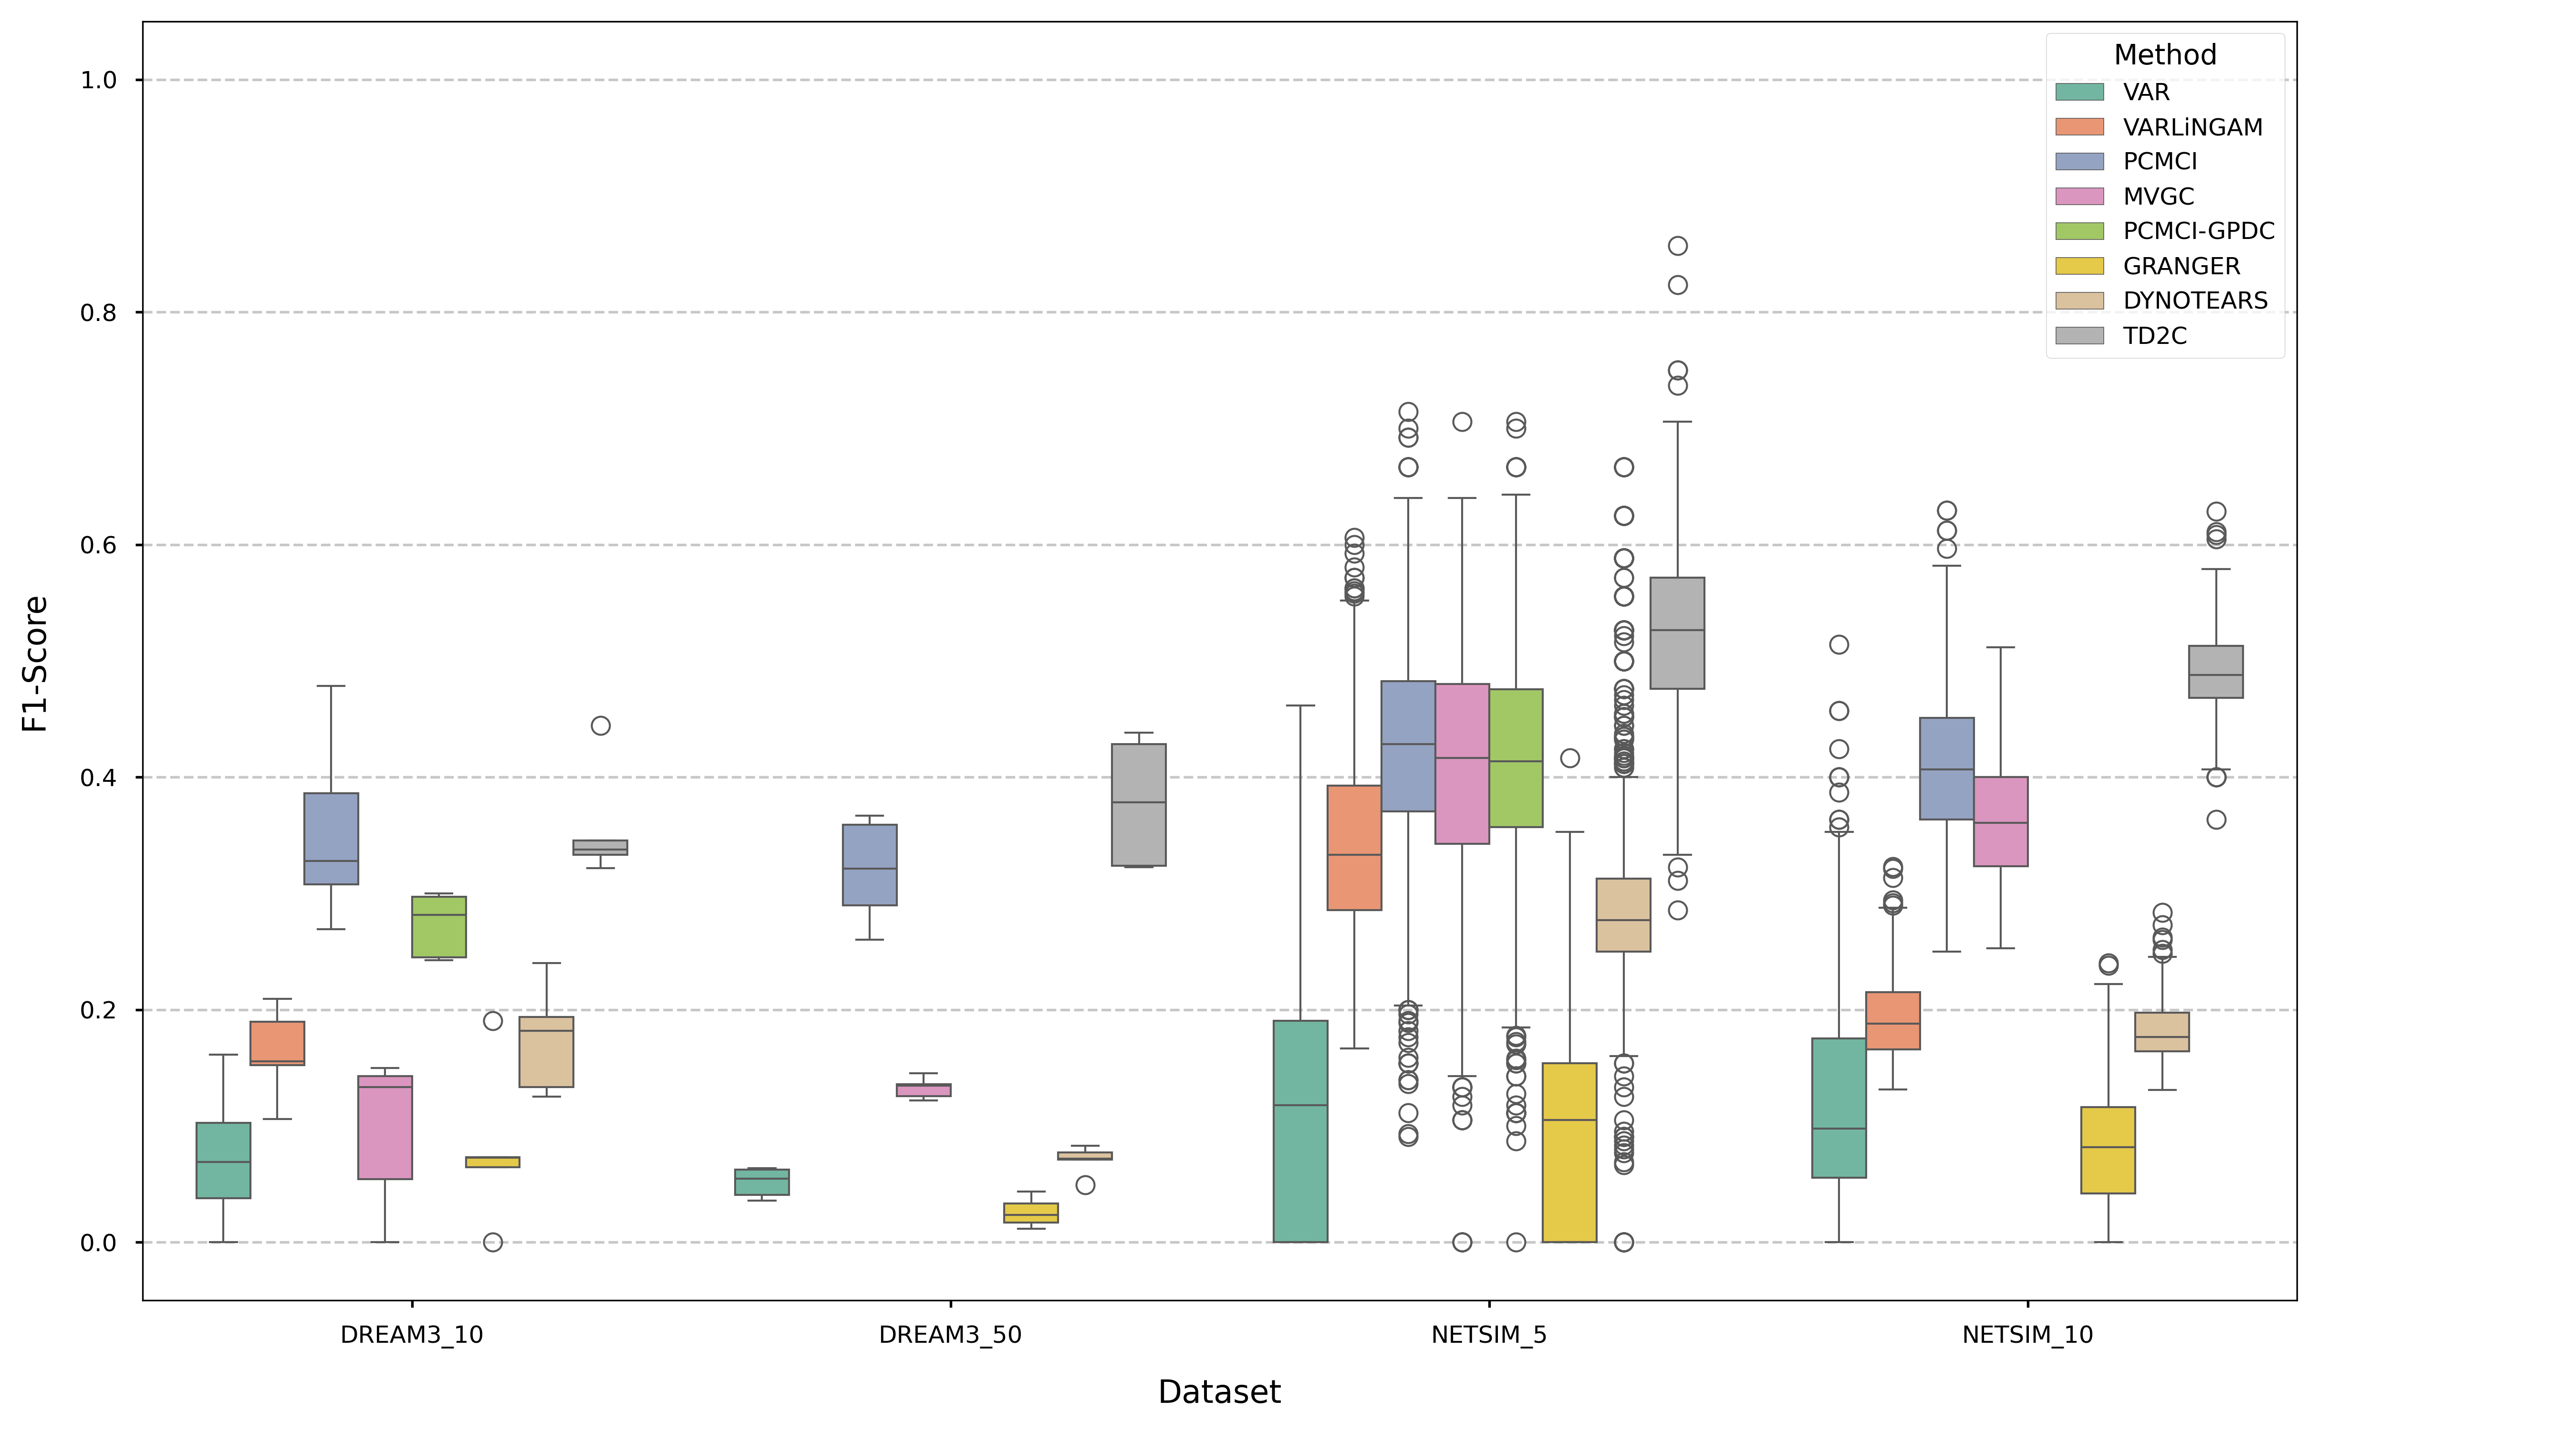 Method
VAR
VARLiNGAM
PCMCI
MVGC
PCMCI-GPDC
GRANGER
DYNOTEARS
TD2C
F1-Score
1.0
0.8
0.6
0.4
0.2
0.0
DREAM3_10 DREAM3_50 NETSIM_5 NETSIM_10
Dataset